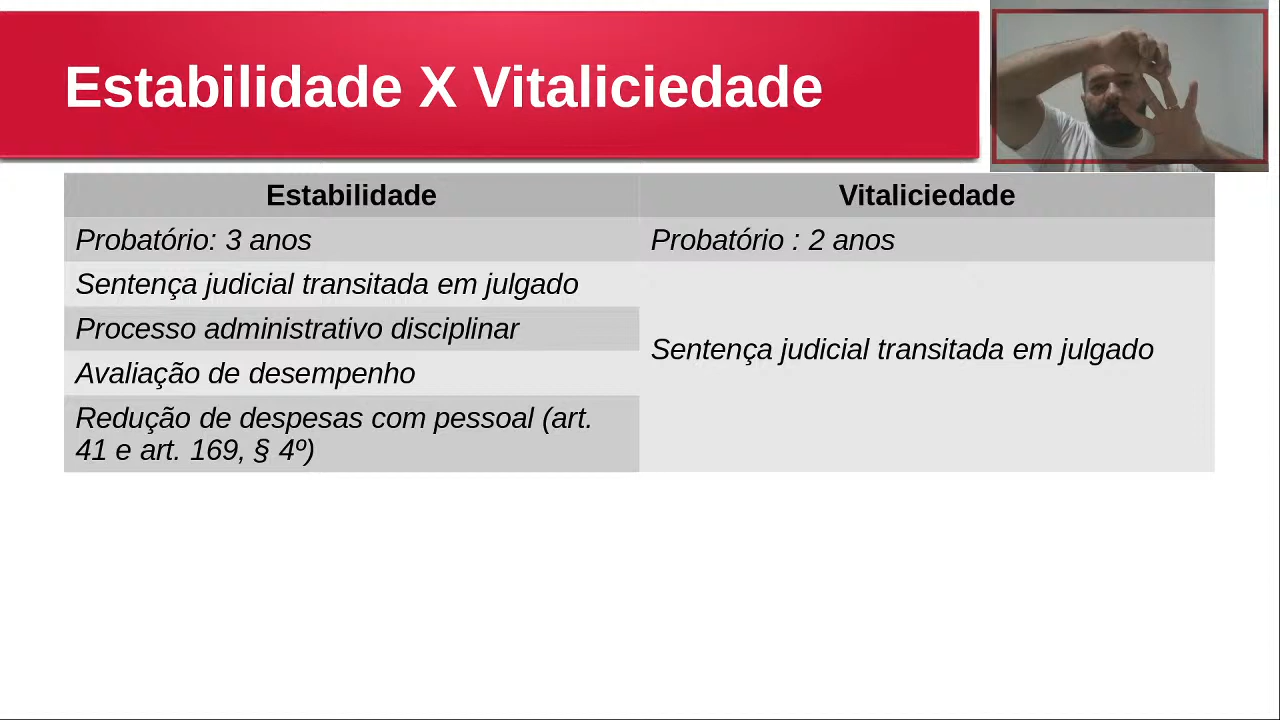 Estabilidade X Vitaliciedade
Estabilidade
Vitaliciedade
Probatório: 3 anos
Probatório : 2 anos
Sentença judicial transitada em julgado
Processo administrativo disciplinar
Avaliação de desempenho
Redução de despesas com pessoal (art.
41 e art. 169, § 4º)
Sentença judicial transitada em julgado